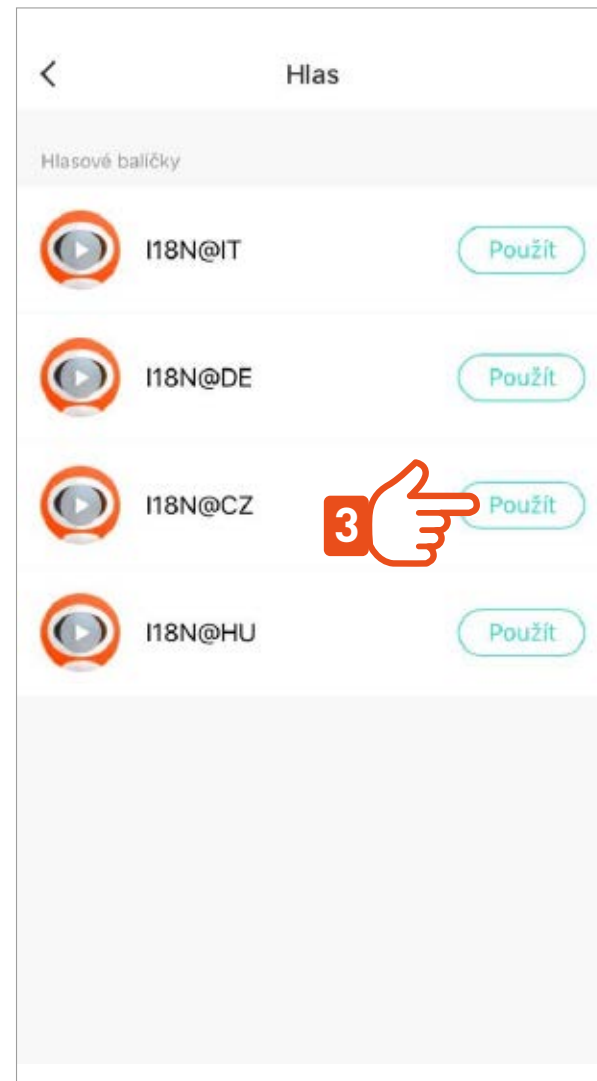 Hlas
Hlasové balíčky
I18N@IT Použít
I18N@DE Použít
I18N@CZ 3 Použít
I18N@HU Použít